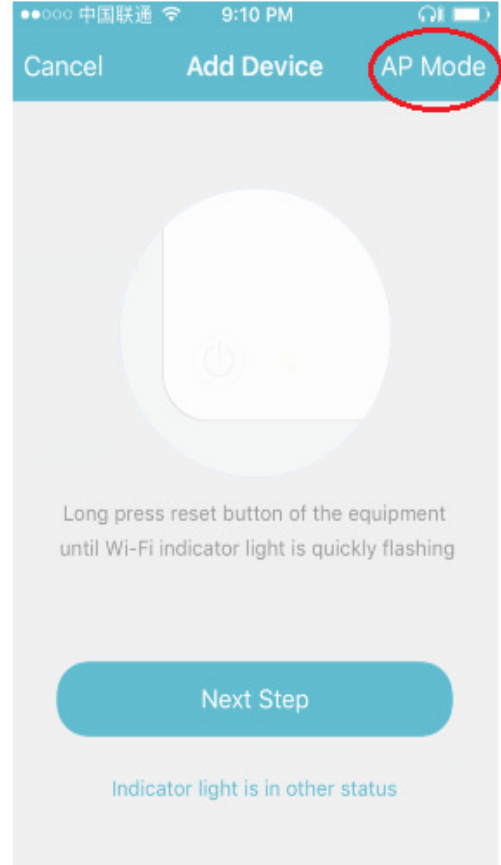 中国联通 9:10 PM
Cancel Add Device AP Mode
Long press reset button of the equipment
until Wi-Fi indicator light is quickly flashing
Next Step
Indicator light is in other status